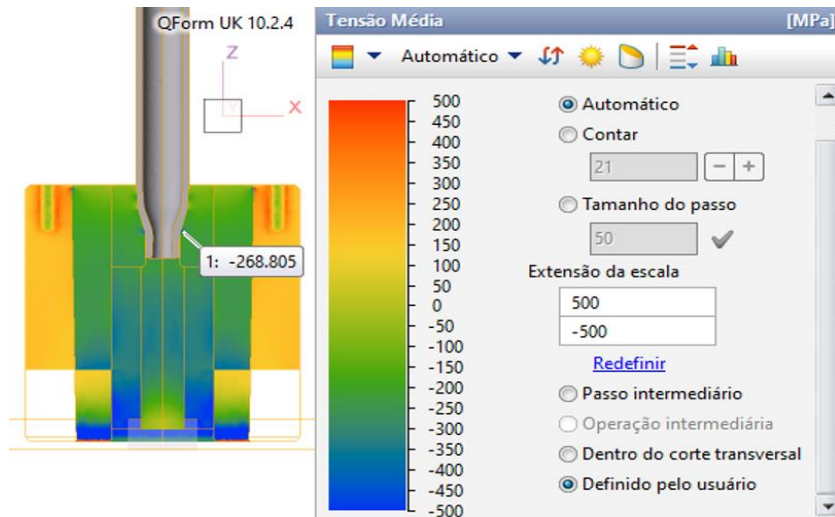 QForm UK 10.2.4
Z
Y
X
1: -268.805
Tensão Média [MPa]
Automático
500
450
400
350
300
250
200
150
100
50
0
-50
-100
-150
-200
-250
-300
-350
-400
-450
-500
Automático
Contar
21
Tamanho do passo
50
Extensão da escala
500
-500
Redefinir
Passo intermediário
Operação intermediária
Dentro do corte transversal
Definido pelo usuário